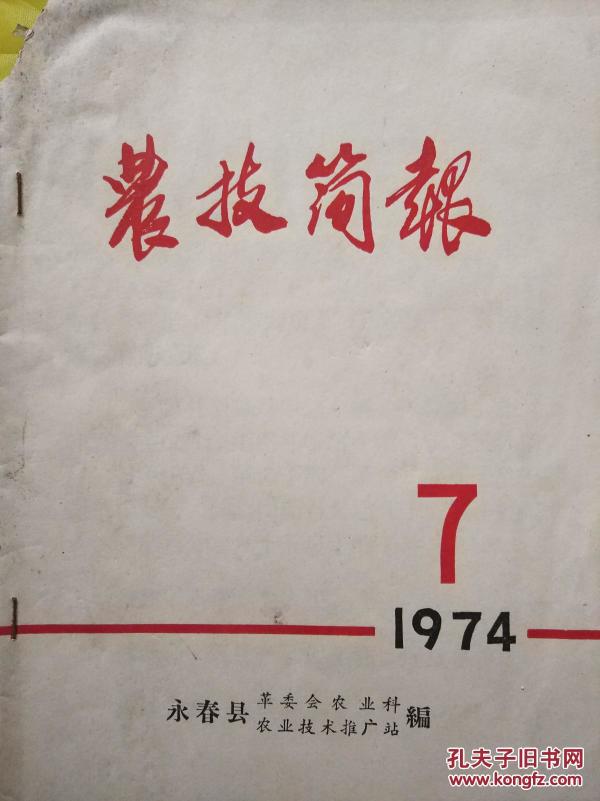 農技简報
7
1974
永春县 革委会农业科 編
农业技术推广站
孔夫子旧书网
www.kongfz.com